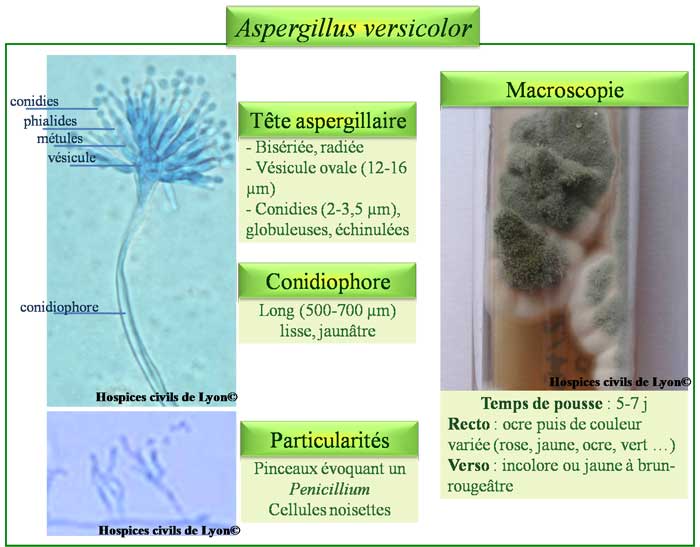 Aspergillus versicolor
conidies
phialides
métules
vésicule
conidiophore
Hospices civils de Lyon©
Tête aspergillaire
- Bisériée, radiée
- Vésicule ovale (12-16
µm)
- Conidies (2-3,5 µm),
globuleuses, échinulées
Conidiophore
Long (500-700 µm)
lisse, jaunâtre
Hospices civils de Lyon©
Particularités
Pinceaux évoquant un
Penicillium
Cellules noisettes
Macroscopie
Hospices civils de Lyon©
Temps de pousse : 5-7 j
Recto : ocre puis de couleur
variée (rose, jaune, ocre, vert …)
Verso : incolore ou jaune à brun-
rougeâtre